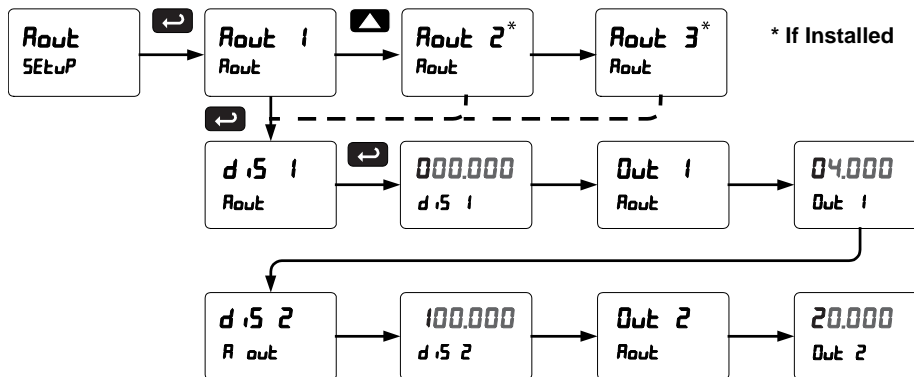 Aout
SEtuP
Aout 1
Aout
Aout 2*
Aout
Aout 3*
Aout
* If Installed
diS 1
Aout
000.000
diS 1
Out 1
Aout
04.000
Out 1
diS 2
A out
100.000
diS 2
Out 2
Aout
20.000
Out 2